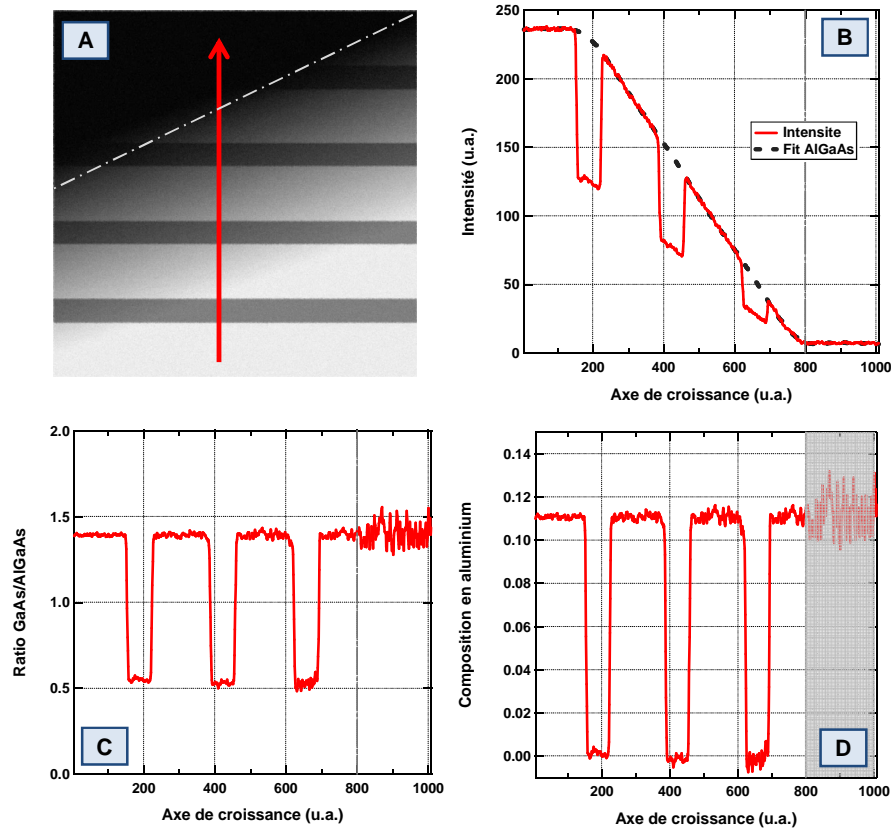 A
B
Intensité (u.a.)
250
200
150
100
50
0
Intensite
Fit AlGaAs
200
400
600
800
1000
Axe de croissance (u.a.)
C
Ratio GaAs/AlGaAs
2.0
1.5
1.0
0.5
0.0
200
400
600
800
1000
Axe de croissance (u.a.)
D
Composition en aluminium
0.14
0.12
0.10
0.08
0.06
0.04
0.02
0.00
200
400
600
800
1000
Axe de croissance (u.a.)